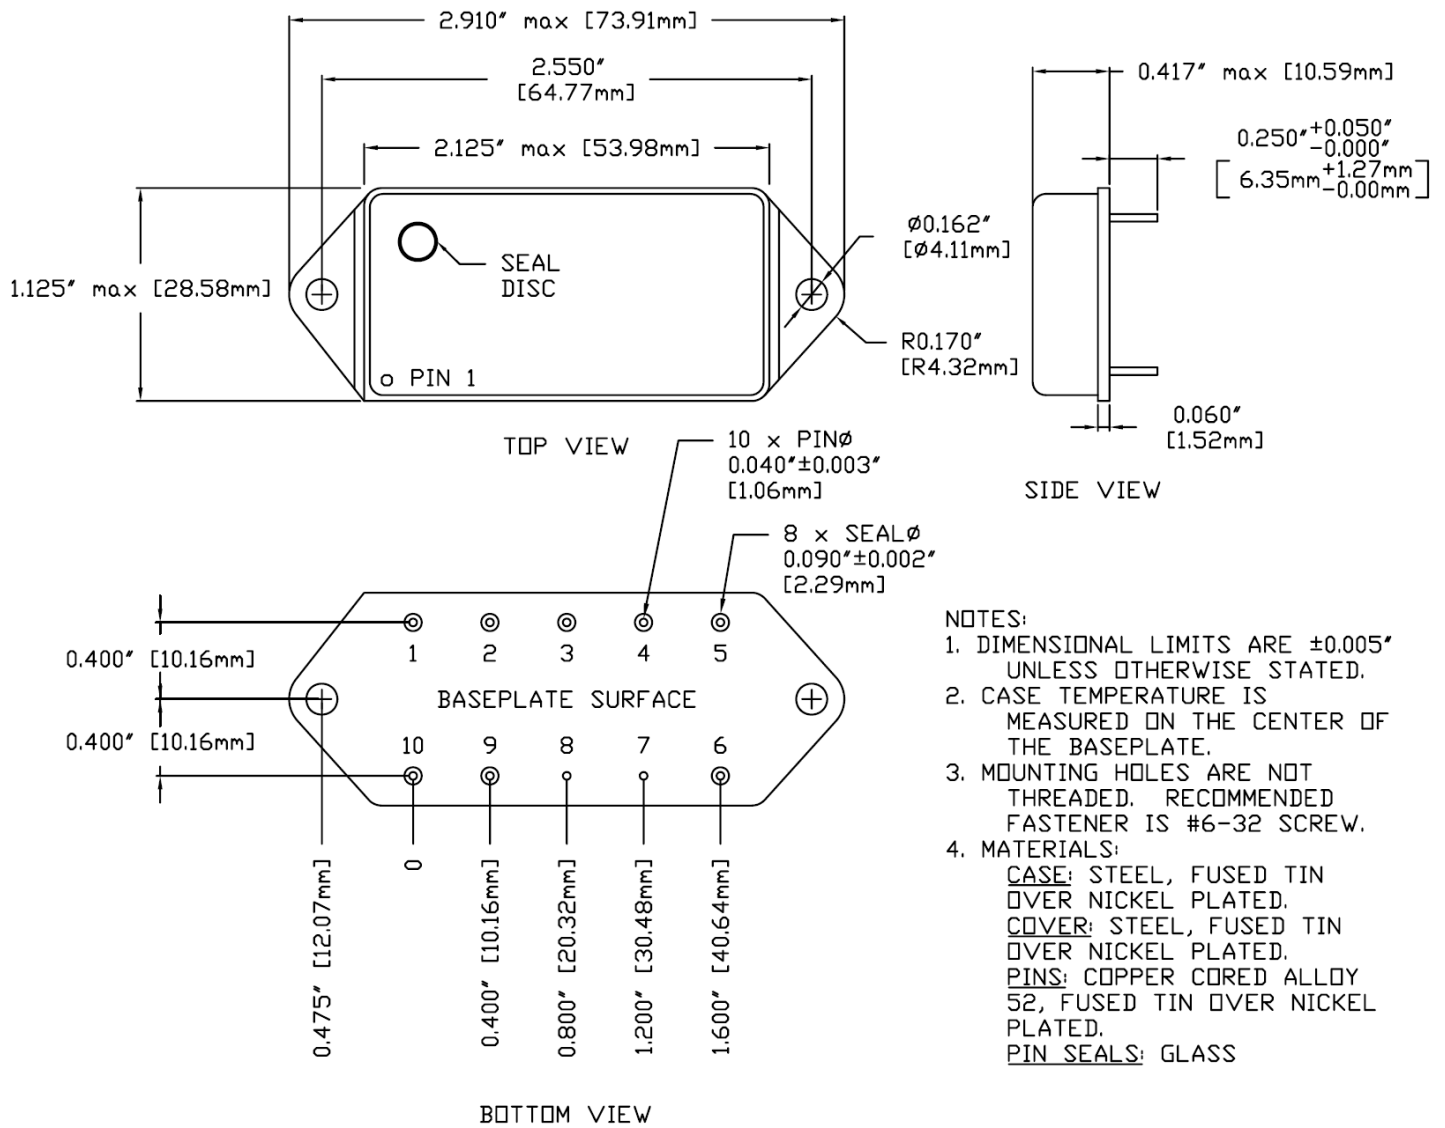 2.910″ max [73.91mm]
2.550″
[64.77mm]
2.125″ max [53.98mm]
1.125″ max [28.58mm]
SEAL
DISC
PIN 1
Ø0.162″
[Ø4.11mm]
R0.170″
[R4.32mm]
TOP VIEW
0.417″ max [10.59mm]
0.250″+0.050″
-0.000″
[6.35mm+1.27mm
-0.00mm]
0.060″
[1.52mm]
SIDE VIEW
10 x PINØ
0.040″±0.003″
[1.06mm]
8 x SEALØ
0.090″±0.002″
[2.29mm]
0.400″ [10.16mm]
0.400″ [10.16mm]
1 2 3 4 5
BASEPLATE SURFACE
10 9 8 7 6
0.475″ [12.07mm]
0
0.400″ [10.16mm]
0.800″ [20.32mm]
1.200″ [30.48mm]
1.600″ [40.64mm]
BOTTOM VIEW
NOTES:
1. DIMENSIONAL LIMITS ARE ±0.005″
UNLESS OTHERWISE STATED.
2. CASE TEMPERATURE IS
MEASURED ON THE CENTER OF
THE BASEPLATE.
3. MOUNTING HOLES ARE NOT
THREADED. RECOMMENDED
FASTENER IS #6-32 SCREW.
4. MATERIALS:
CASE: STEEL, FUSED TIN
OVER NICKEL PLATED.
COVER: STEEL, FUSED TIN
OVER NICKEL PLATED.
PINS: COPPER CORED ALLOY
52, FUSED TIN OVER NICKEL
PLATED.
PIN SEALS: GLASS